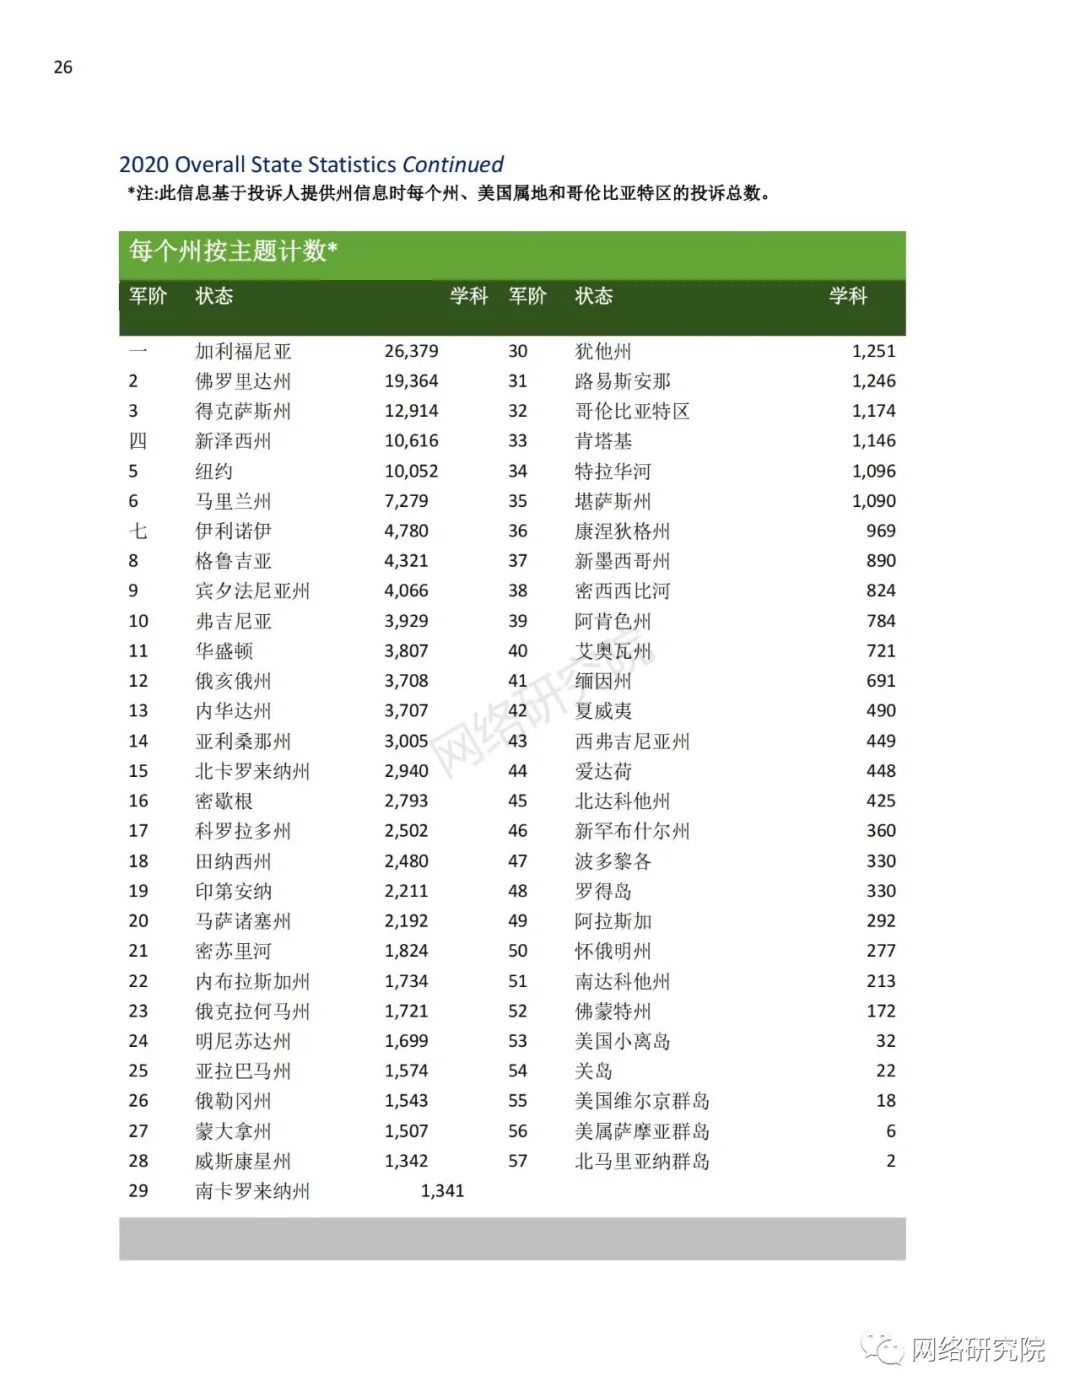 26
2020 Overall State Statistics Continued
*注:此信息基于投诉人提供州信息时每个州、美国属地和哥伦比亚特区的投诉总数。
每个州按主题计数*
军阶 状态 学科 军阶 状态 学科
一 加利福尼亚 26,379 30 犹他州 1,251
2 佛罗里达州 19,364 31 路易斯安那 1,246
3 得克萨斯州 12,914 32 哥伦比亚特区 1,174
四 新泽西州 10,616 33 肯塔基 1,146
5 纽约 10,052 34 特拉华河 1,096
6 马里兰州 7,279 35 堪萨斯州 1,090
七 伊利诺伊 4,780 36 康涅狄格州 969
8 格鲁吉亚 4,321 37 新墨西哥州 890
9 宾夕法尼亚州 4,066 38 密西西比河 824
10 弗吉尼亚 3,929 39 阿肯色州 784
11 华盛顿 3,807 40 艾奥瓦州 721
12 俄亥俄州 3,708 41 缅因州 691
13 内华达州 3,707 42 夏威夷 490
14 亚利桑那州 3,005 43 西弗吉尼亚州 449
15 北卡罗来纳州 2,940 44 爱达荷 448
16 密歇根 2,793 45 北达科他州 425
17 科罗拉多州 2,502 46 新罕布什尔州 360
18 田纳西州 2,480 47 波多黎各 330
19 印第安纳 2,211 48 罗得岛 330
20 马萨诸塞州 2,192 49 阿拉斯加 292
21 密苏里河 1,824 50 怀俄明州 277
22 内布拉斯加州 1,734 51 南达科他州 213
23 俄克拉何马州 1,721 52 佛蒙特州 172
24 明尼苏达州 1,699 53 美国小离岛 32
25 亚拉巴马州 1,574 54 关岛 22
26 俄勒冈州 1,543 55 美国维尔京群岛 18
27 蒙大拿州 1,507 56 美属萨摩亚群岛 6
28 威斯康星州 1,342 57 北马里亚纳群岛 2
29 南卡罗来纳州 1,341
网络研究院
网络研究院